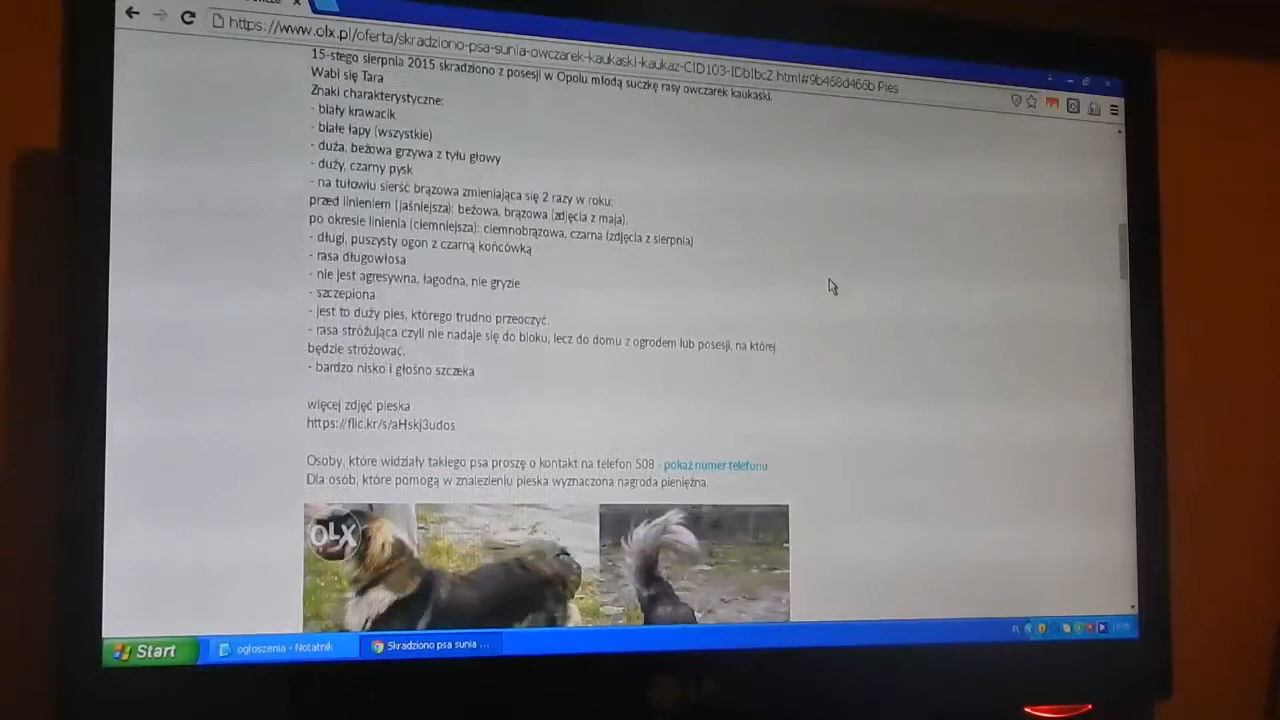 https://www.olx.pl/oferta/skradziono-psa-sunia-owczarek-kaukaski-kaukaz-CID103-IDbIbcZ.html#9b468d466b Pies
15-stego sierpnia 2015 skradziono z posesji w Opolu młodą suczkę rasy owczarek kaukaski.
Wabi się Tara
Znaki charakterystyczne:
- biały krawacik
- białe łapy (wszystkie)
- duża, beżowa grzywa z tyłu głowy
- duży, czarny pysk
- na tułowiu sierść brązowa zmieniająca się 2 razy w roku:
przed linieniem (jaśniejsza): beżowa, brązowa (zdjęcia z maja),
po okresie linienia (ciemniejsza): ciemnobrązowa, czarna (zdjęcia z sierpnia)
- długi, puszysty ogon z czarną końcówką
- rasa długowłosa
- nie jest agresywna, łagodna, nie gryzie
- szczepiona
- jest to duży pies, którego trudno przeoczyć.
- rasa stróżująca czyli nie nadaje się do bloku, lecz do domu z ogrodem lub posesji, na której
będzie stróżować.
- bardzo nisko i głośno szczeka
więcej zdjęć pieska
https://flic.kr/s/aHskj3udos
Osoby, które widziały takiego psa proszę o kontakt na telefon 508 - pokaż numer telefonu
Dla osób, które pomogą w znalezieniu pieska wyznaczona nagroda pieniężna.
OLX
Start
ogłoszenia - Notatnik
Skradziono psa sunia ...
PL